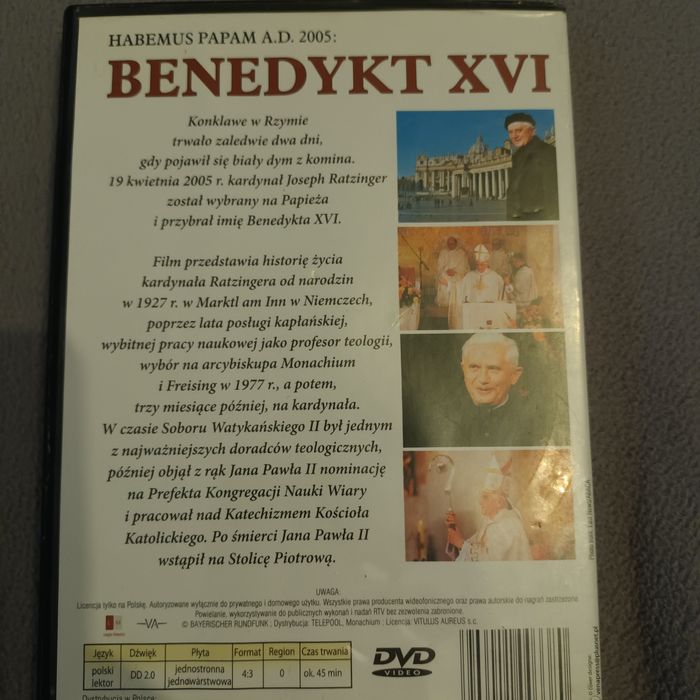 HABEMUS PAPAM A.D. 2005:
BENEDYKT XVI
Konklawe w Rzymie
trwało zaledwie dwa dni,
gdy pojawił się biały dym z komina.
19 kwietnia 2005 r. kardynał Joseph Ratzinger
został wybrany na Papieża
i przybrał imię Benedykta XVI.
Film przedstawia historię życia
kardynała Ratzingera od narodzin
w 1927 r. w Marktl am Inn w Niemczech,
poprzez lata posługi kapłańskiej,
wybitnej pracy naukowej jako profesor teologii,
wybór na arcybiskupa Monachium
i Freising w 1977 r., a potem,
trzy miesiące później, na kardynała.
W czasie Soboru Watykańskiego II był jednym
z najważniejszych doradców teologicznych,
później objął z rąk Jana Pawła II nominację
na Prefekta Kongregacji Nauki Wiary
i pracował nad Katechizmem Kościoła
Katolickiego. Po śmierci Jana Pawła II
wstąpił na Stolicę Piotrową.
UWAGA:
Licencja tylko na Polskę. Autoryzowane wyłącznie do prywatnego i domowego użytku. Wszystkie prawa producenta wideofonicznego oraz prawa autorskie do nagrań zastrzeżone
Powielanie, wykorzystywanie do publicznych wykonań i nadań RTV bez zezwolenia zabronione.
© BAYERISCHER RUNDFUNK; Dystrybucja: TELEPOOL, Monachium; Licencja: VITULUS AUREUS s.c.
VA
Język Dźwięk Płyta Format Region Czas trwania
polski lektor DD 2.0 jednostronna jednowarstwowa 4:3 0 ok. 45 min
DVD
VIDEO
Dystrybucja w Polsce: